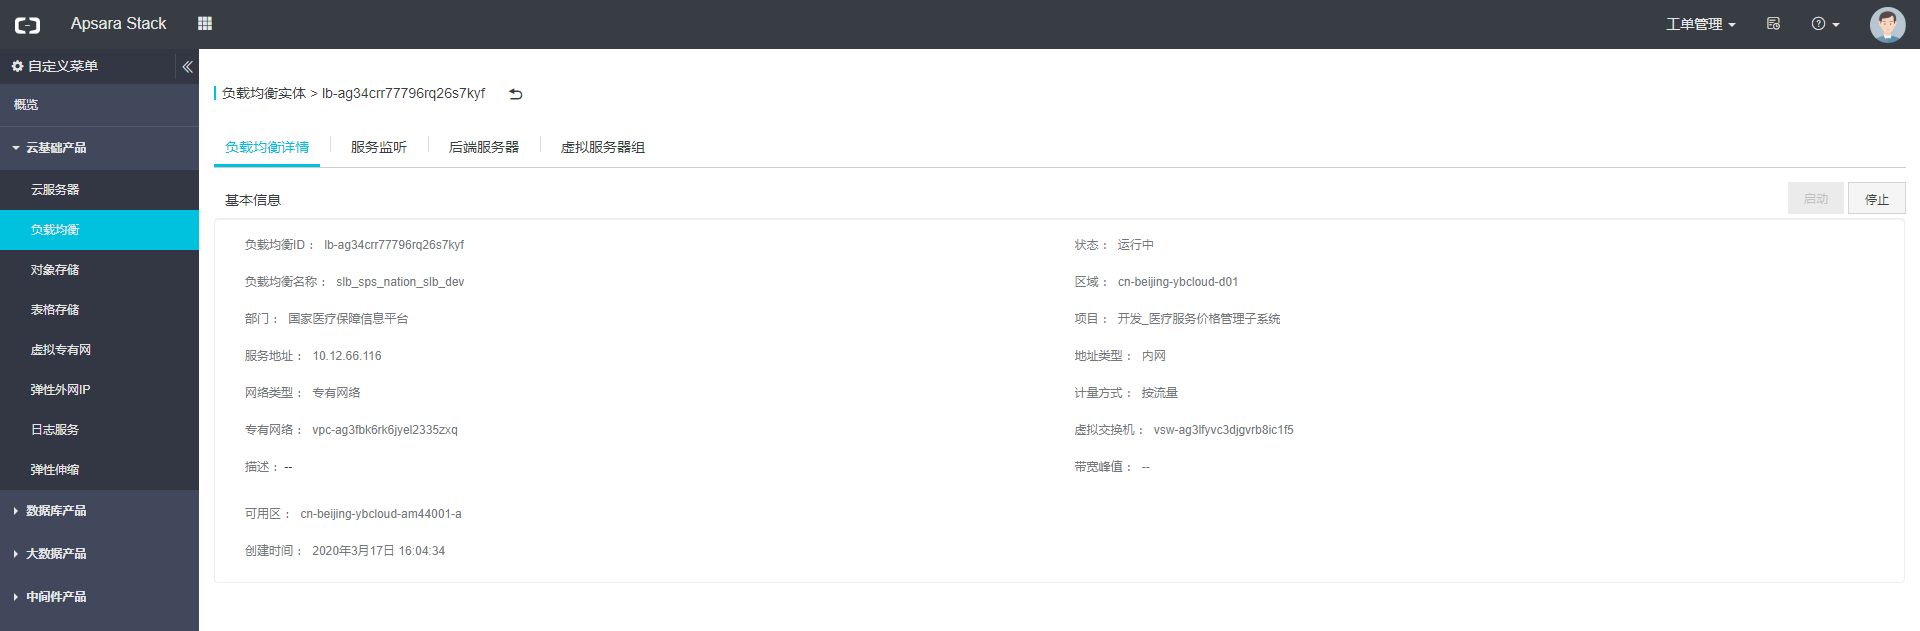 Apsara Stack
工单管理
自定义菜单
概览
云基础产品
云服务器
负载均衡
对象存储
表格存储
虚拟专有网
弹性外网IP
日志服务
弹性伸缩
数据库产品
大数据产品
中间件产品
负载均衡实体 > lb-ag34crr77796rq26s7kyf
负载均衡详情 服务监听 后端服务器 虚拟服务器组
基本信息 启动 停止
负载均衡ID： lb-ag34crr77796rq26s7kyf 状态： 运行中
负载均衡名称： slb_sps_nation_slb_dev 区域： cn-beijing-ybcloud-d01
部门： 国家医疗保障信息平台 项目： 开发_医疗服务价格管理子系统
服务地址： 10.12.66.116 地址类型： 内网
网络类型： 专有网络 计量方式： 按流量
专有网络： vpc-ag3fbk6rk6jyel2335zxq 虚拟交换机： vsw-ag3lfyvc3djgvrb8ic1f5
描述： -- 带宽峰值： --
可用区： cn-beijing-ybcloud-am44001-a
创建时间： 2020年3月17日 16:04:34